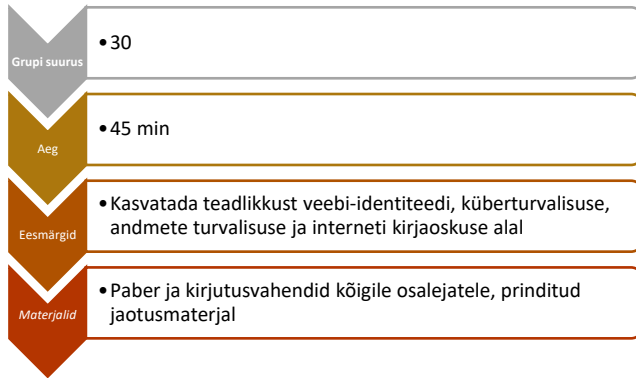 Grupi suurus
•30
Aeg
•45 min
Eesmärgid
•Kasvatada teadlikkust veebi-identiteedi, küberturvalisuse,
andmete turvalisuse ja interneti kirjaoskuse alal
Materjalid
•Paber ja kirjutusvahendid kõigile osalejatele, prinditud
jaotusmaterjal